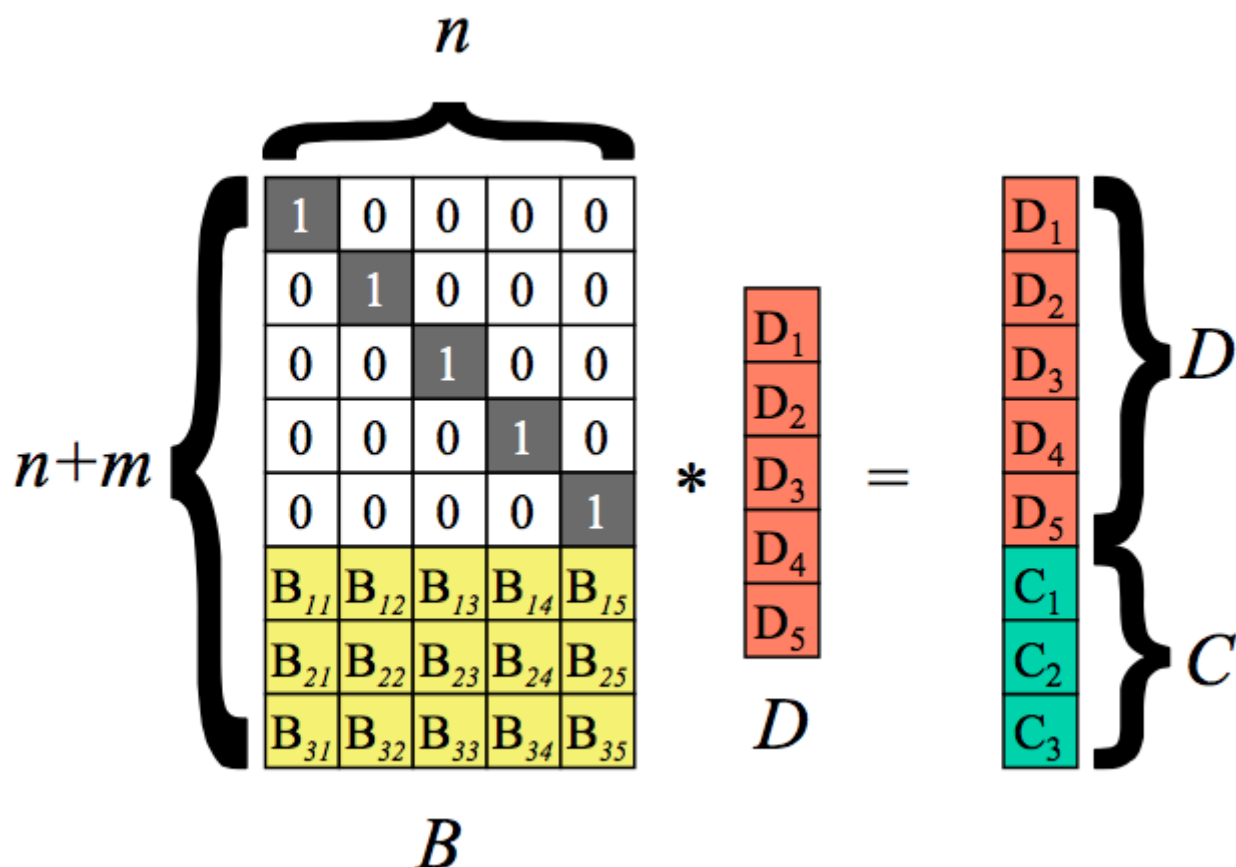 n
1 0 0 0 0
0 1 0 0 0
0 0 1 0 0
0 0 0 1 0
0 0 0 0 1
B₁₁ B₁₂ B₁₃ B₁₄ B₁₅
B₂₁ B₂₂ B₂₃ B₂₄ B₂₅
B₃₁ B₃₂ B₃₃ B₃₄ B₃₅
n+m
B
*
D₁
D₂
D₃
D₄
D₅
D
=
D₁
D₂
D₃
D₄
D₅
C₁
C₂
C₃
D
C